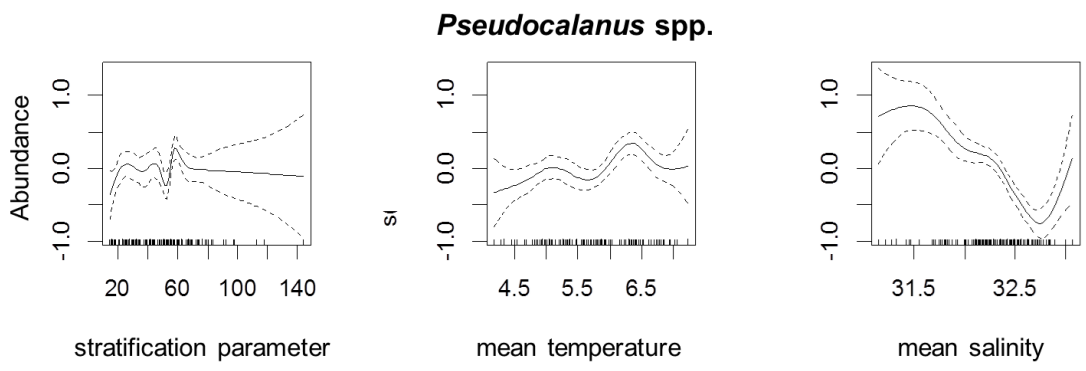 Pseudocalanus spp.
Abundance
1.0
0.0
-1.0
20 60 100 140
stratification parameter
1.0
0.0
-1.0
4.5 5.5 6.5
mean temperature
1.0
0.0
-1.0
31.5 32.5
mean salinity